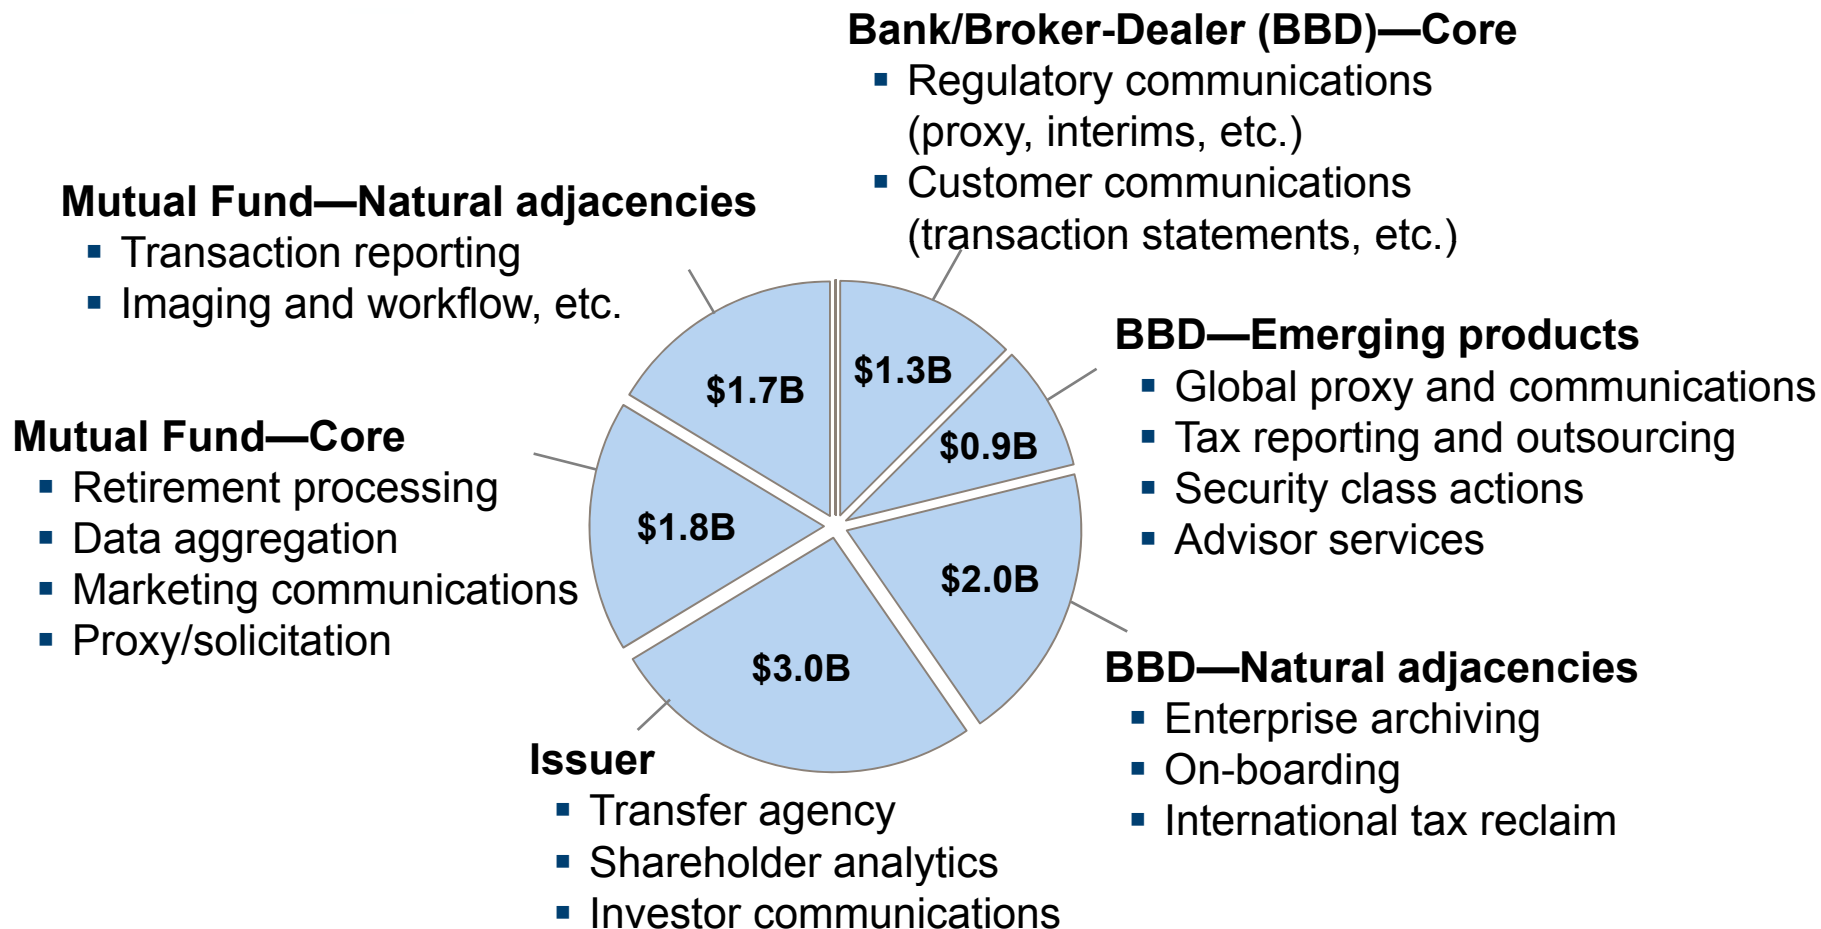 Bank/Broker-Dealer (BBD)—Core
▪ Regulatory communications
(proxy, interims, etc.)
▪ Customer communications
(transaction statements, etc.)
Mutual Fund—Natural adjacencies
▪ Transaction reporting
▪ Imaging and workflow, etc.
BBD—Emerging products
▪ Global proxy and communications
▪ Tax reporting and outsourcing
▪ Security class actions
▪ Advisor services
Mutual Fund—Core
▪ Retirement processing
▪ Data aggregation
▪ Marketing communications
▪ Proxy/solicitation
$1.7B
$1.3B
$0.9B
$1.8B
$2.0B
$3.0B
BBD—Natural adjacencies
▪ Enterprise archiving
▪ On-boarding
▪ International tax reclaim
Issuer
▪ Transfer agency
▪ Shareholder analytics
▪ Investor communications